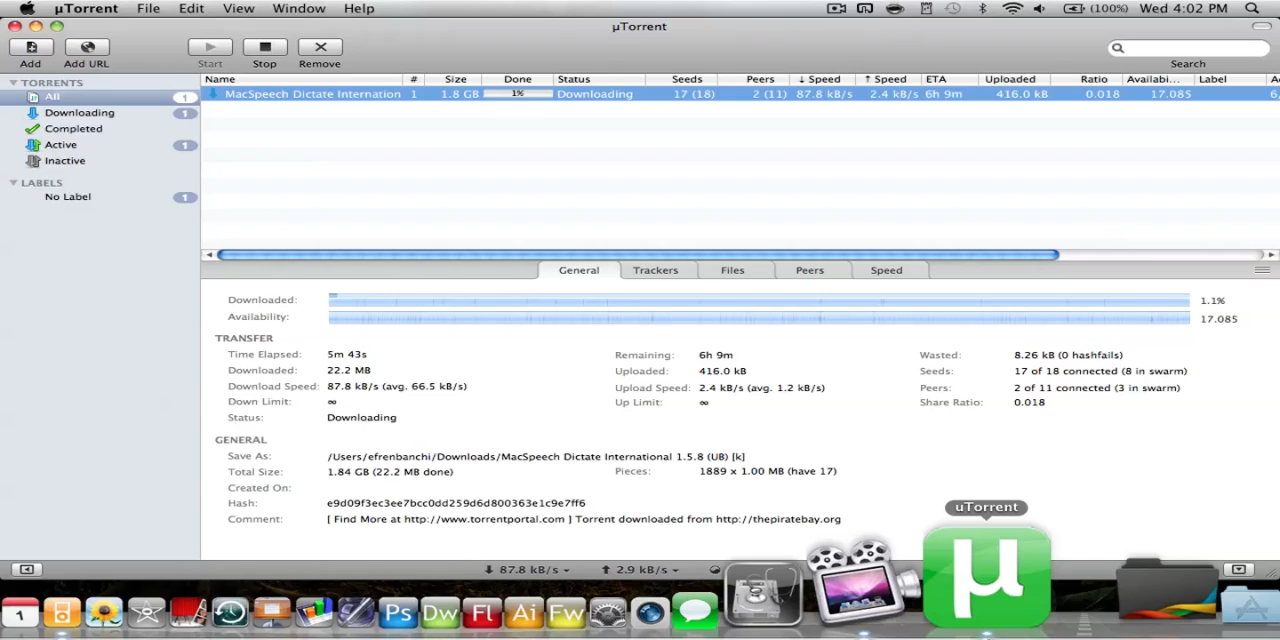 µTorrent File Edit View Window Help (100%) Wed 4:02 PM
µTorrent
Add Add URL Start Stop Remove Search
TORRENTS
All 1
Downloading 1
Completed
Active 1
Inactive
LABELS
No Label 1
Name # Size Done Status Seeds Peers ↓ Speed ↑ Speed ETA Uploaded Ratio Availabi... Label
MacSpeech Dictate Internation 1 1.8 GB 1% Downloading 17 (18) 2 (11) 87.8 kB/s 2.4 kB/s 6h 9m 416.0 kB 0.018 17.085
General Trackers Files Peers Speed
Downloaded: 1.1%
Availability: 17.085
TRANSFER
Time Elapsed: 5m 43s Remaining: 6h 9m Wasted: 8.26 kB (0 hashfails)
Downloaded: 22.2 MB Uploaded: 416.0 kB Seeds: 17 of 18 connected (8 in swarm)
Download Speed: 87.8 kB/s (avg. 66.5 kB/s) Upload Speed: 2.4 kB/s (avg. 1.2 kB/s) Peers: 2 of 11 connected (3 in swarm)
Down Limit: ∞ Up Limit: ∞ Share Ratio: 0.018
Status: Downloading
GENERAL
Save As: /Users/efrenbanchi/Downloads/MacSpeech Dictate International 1.5.8 (UB) [k]
Total Size: 1.84 GB (22.2 MB done) Pieces: 1889 x 1.00 MB (have 17)
Created On:
Hash: e9d09f3ec3ee7bcc0dd259d6d800363e1c9e7ff6
Comment: [ Find More at http://www.torrentportal.com ] Torrent downloaded from http://thepiratebay.org
uTorrent
87.8 kB/s 2.9 kB/s
1 Ps Dw Fl Ai Fw µ